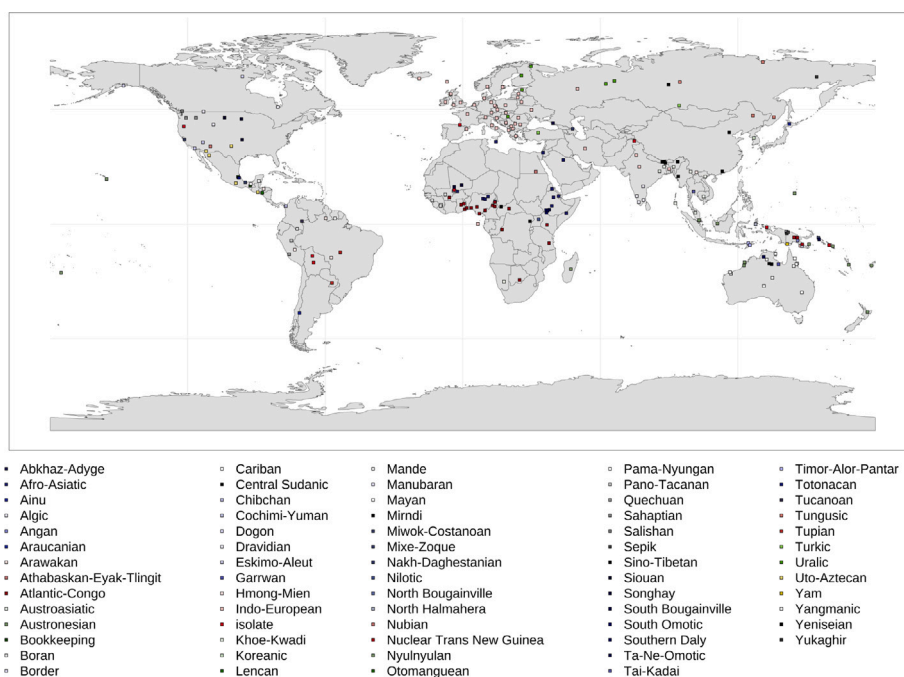 Abkhaz-Adyge
Afro-Asiatic
Ainu
Algic
Angan
Araucanian
Arawakan
Athabaskan-Eyak-Tlingit
Atlantic-Congo
Austroasiatic
Austronesian
Bookkeeping
Boran
Border
Cariban
Central Sudanic
Chibchan
Cochimi-Yuman
Dogon
Dravidian
Eskimo-Aleut
Garrwan
Hmong-Mien
Indo-European
isolate
Khoe-Kwadi
Koreanic
Lencan
Mande
Manubaran
Mayan
Mirndi
Miwok-Costanoan
Mixe-Zoque
Nakh-Daghestanian
Nilotic
North Bougainville
North Halmahera
Nubian
Nuclear Trans New Guinea
Nyulnyulan
Otomanguean
Pama-Nyungan
Pano-Tacanan
Quechuan
Sahaptian
Salishan
Sepik
Sino-Tibetan
Siouan
Songhay
South Bougainville
South Omotic
Southern Daly
Ta-Ne-Omotic
Tai-Kadai
Timor-Alor-Pantar
Totonacan
Tucanoan
Tungusic
Tupian
Turkic
Uralic
Uto-Aztecan
Yam
Yangmanic
Yeniseian
Yukaghir